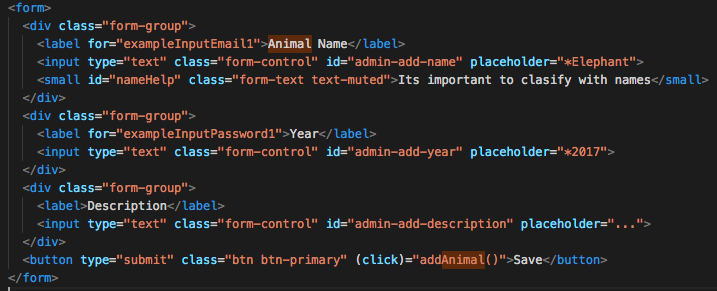 <form>
<div class="form-group">
<label for="exampleInputEmail1">Animal Name</label>
<input type="text" class="form-control" id="admin-add-name" placeholder="*Elephant">
<small id="nameHelp" class="form-text text-muted">Its important to clasify with names</small>
</div>
<div class="form-group">
<label for="exampleInputPassword1">Year</label>
<input type="text" class="form-control" id="admin-add-year" placeholder="*2017">
</div>
<div class="form-group">
<label>Description</label>
<input type="text" class="form-control" id="admin-add-description" placeholder="...">
</div>
<button type="submit" class="btn btn-primary" (click)="addAnimal()">Save</button>
</form>